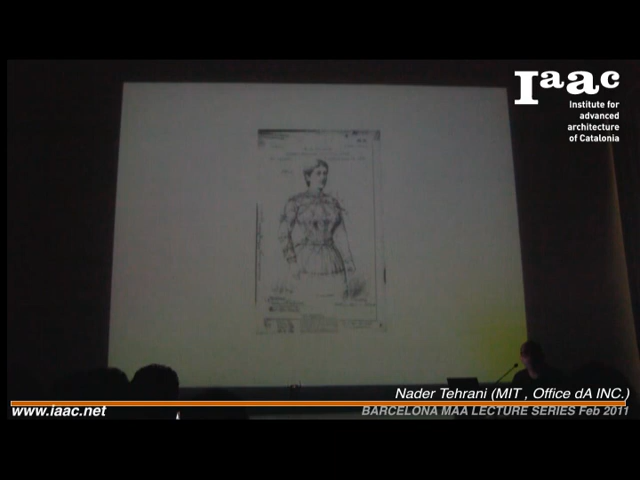 Iaac
Institute for
advanced
architecture
of Catalonia
Nader Tehrani (MIT , Office dA INC.)
www.iaac.net
BARCELONA MAA LECTURE SERIES Feb 2011